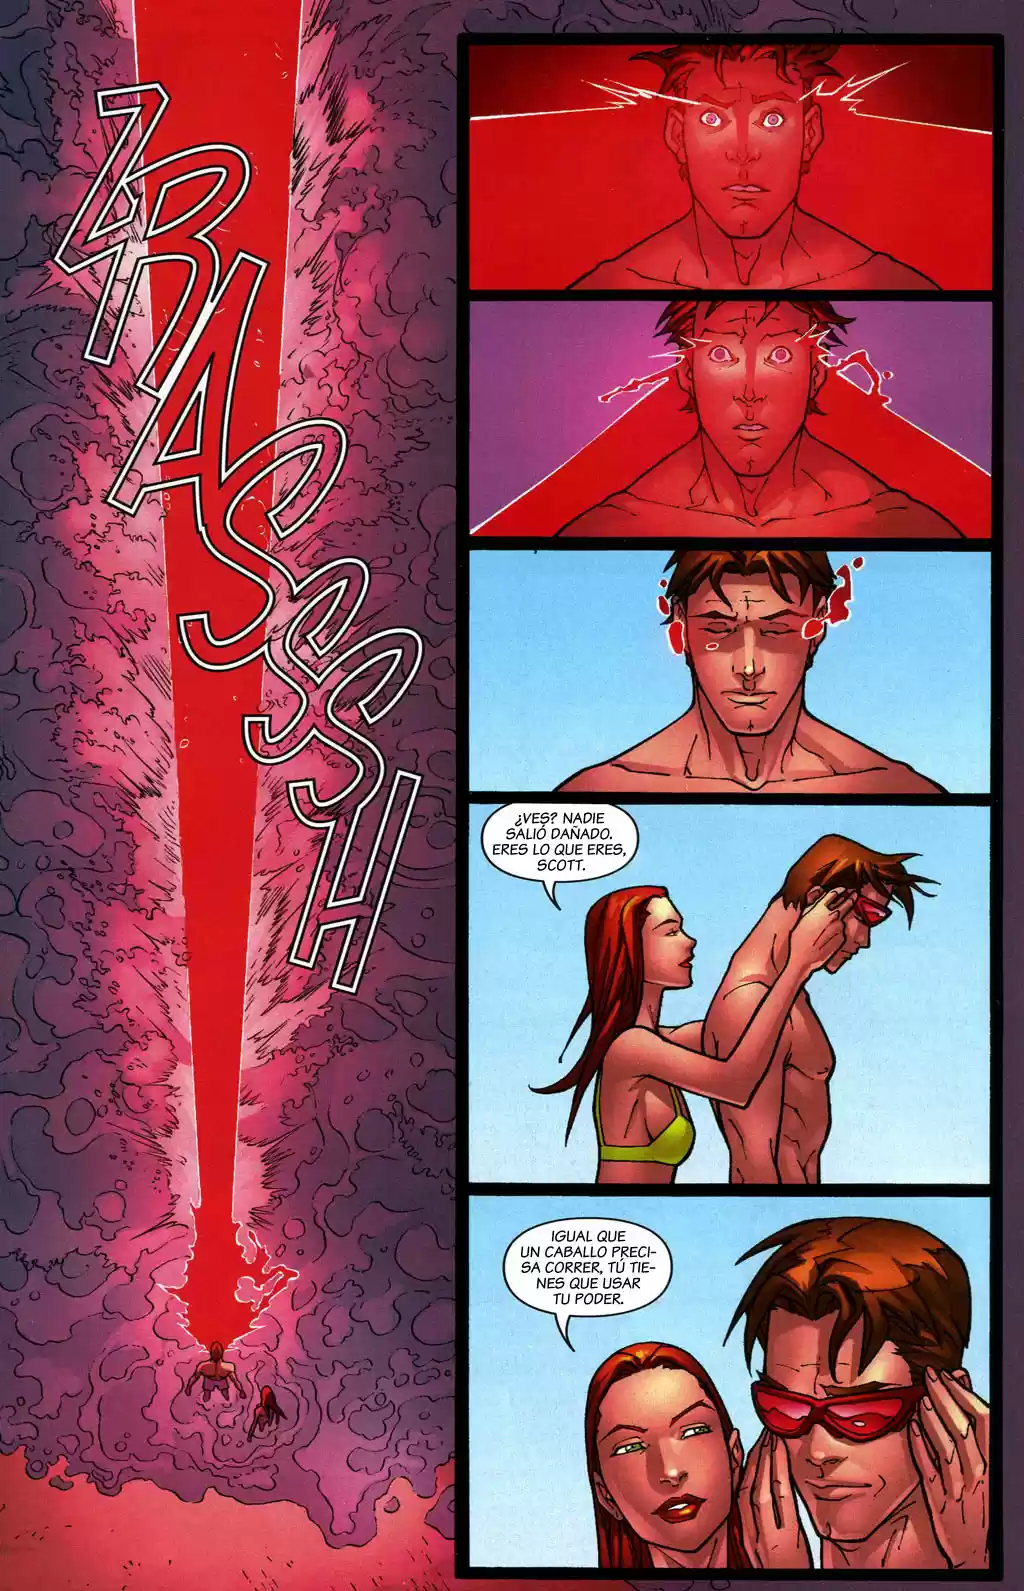 ZRASSSSH
¿VES? NADIE
SALIÓ DAÑADO.
ERES LO QUE ERES,
SCOTT.
IGUAL QUE
UN CABALLO PRECI-
SA CORRER, TÚ TIE-
NES QUE USAR
TU PODER.